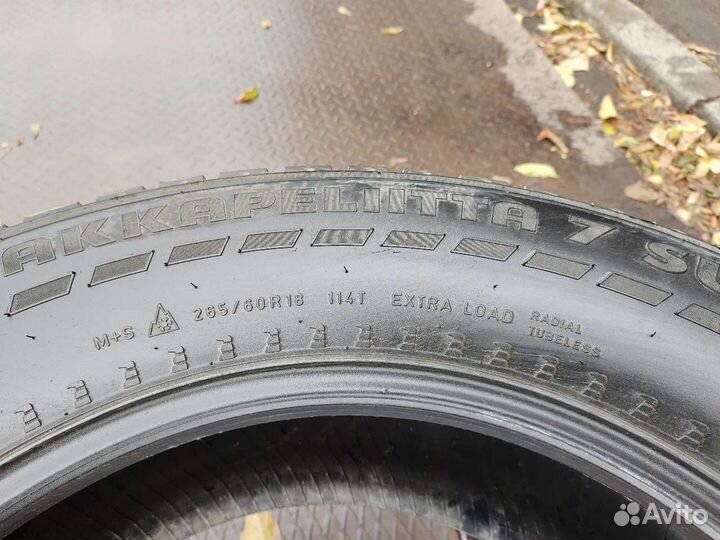 AKKAPELIITTA 7 SU
M+S 265/60R18 114T EXTRA LOAD RADIAL
TUBELESS
Avito